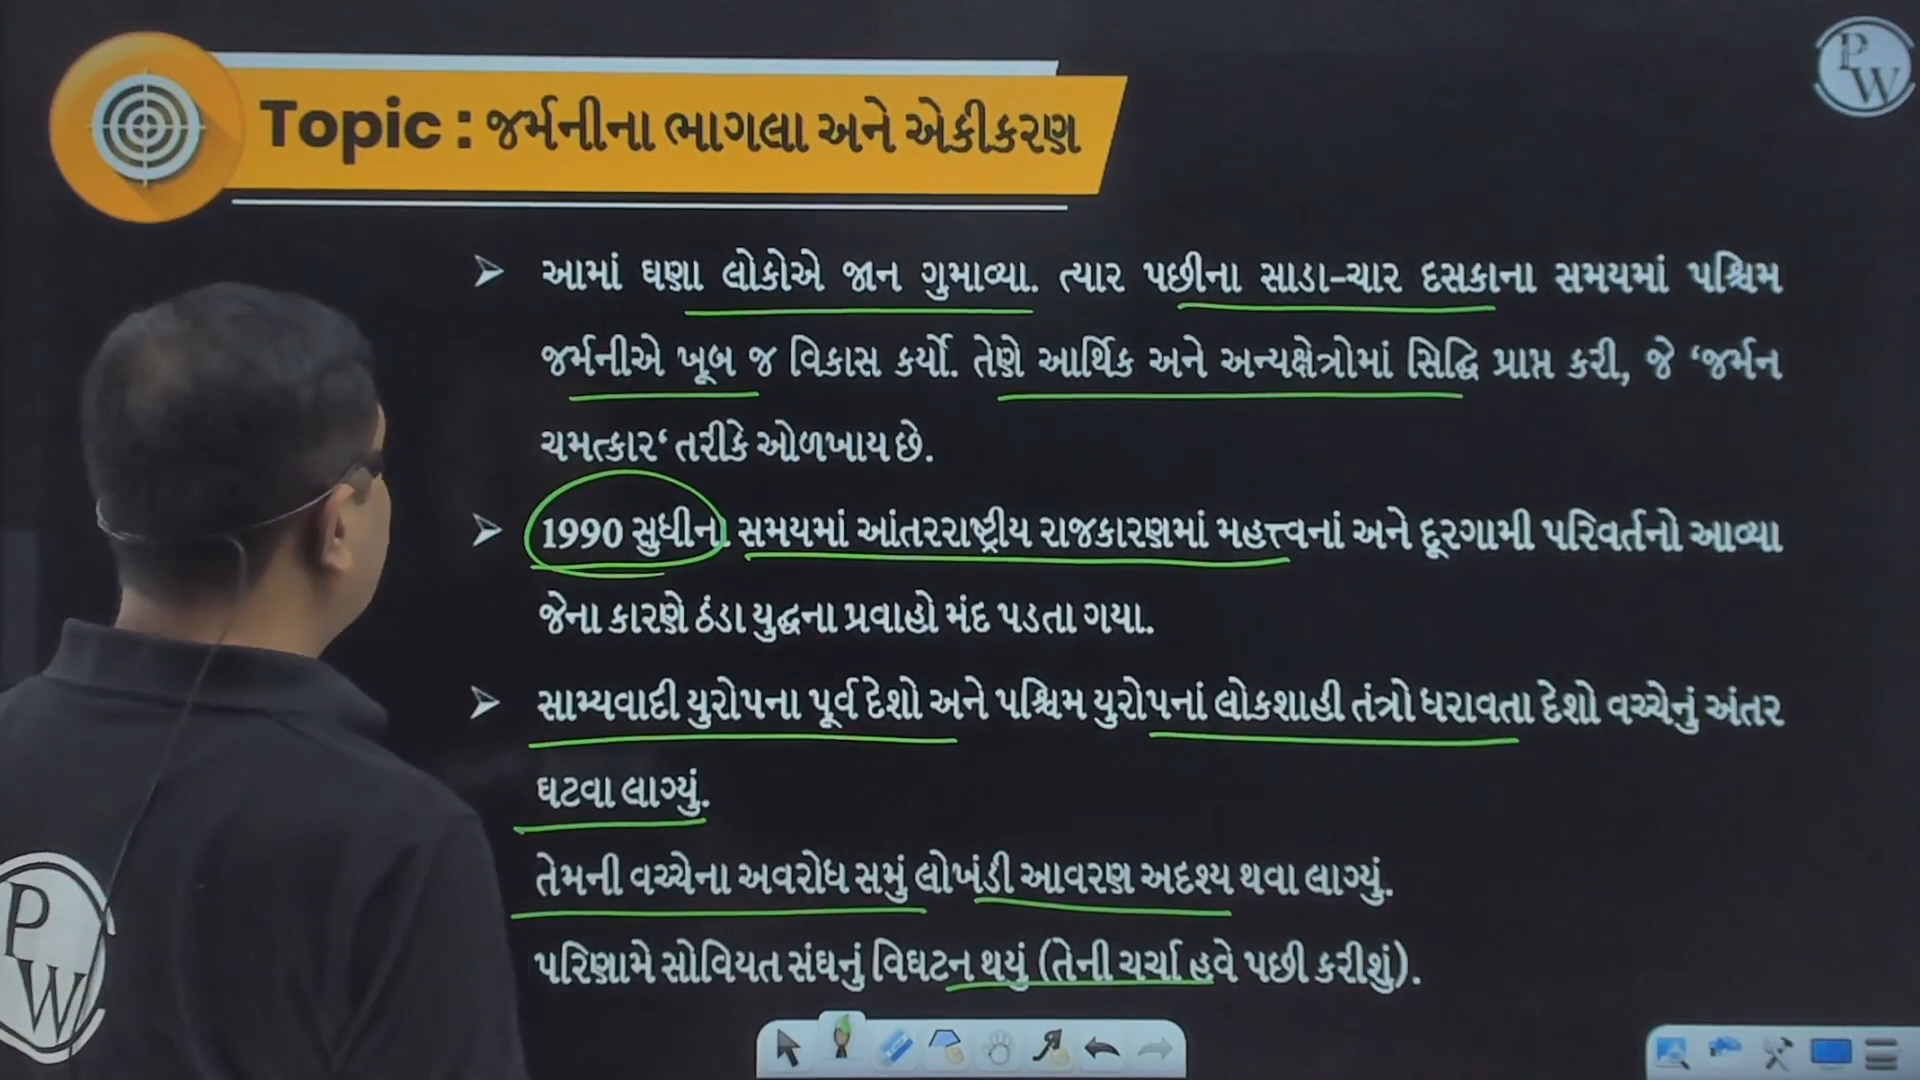 Topic : જર્મનીના ભાગલા અને એકીકરણ
PW
આમાં ઘણા લોકોએ જાન ગુમાવ્યા. ત્યાર પછીના સાડા-ચાર દસકાના સમયમાં પશ્ચિમ
જર્મનીએ ખૂબ જ વિકાસ કર્યો. તેણે આર્થિક અને અન્યક્ષેત્રોમાં સિદ્ધિ પ્રાપ્ત કરી, જે ‘જર્મન
ચમત્કાર‘ તરીકે ઓળખાય છે.
1990 સુધીના સમયમાં આંતરરાષ્ટ્રીય રાજકારણમાં મહત્ત્વનાં અને દૂરગામી પરિવર્તનો આવ્યા
જેના કારણે ઠંડા યુદ્ધના પ્રવાહો મંદ પડતા ગયા.
સામ્યવાદી યુરોપના પૂર્વ દેશો અને પશ્ચિમ યુરોપનાં લોકશાહી તંત્રો ધરાવતા દેશો વચ્ચેનું અંતર
ઘટવા લાગ્યું.
તેમની વચ્ચેના અવરોધ સમું લોખંડી આવરણ અદશ્ય થવા લાગ્યું.
પરિણામે સોવિયત સંઘનું વિઘટન થયું (તેની ચર્ચા હવે પછી કરીશું).
PW